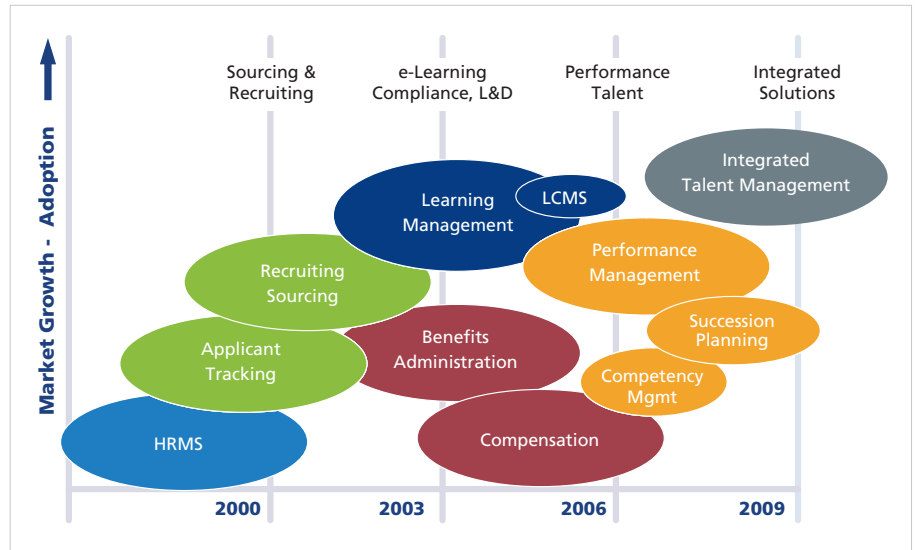 Sourcing &
Recruiting
e-Learning
Compliance, L&D
Performance
Talent
Integrated
Solutions
Market Growth - Adoption
Integrated
Talent Management
Learning
Management
LCMS
Performance
Management
Recruiting
Sourcing
Succession
Planning
Benefits
Administration
Applicant
Tracking
Competency
Mgmt
HRMS
Compensation
2000
2003
2006
2009